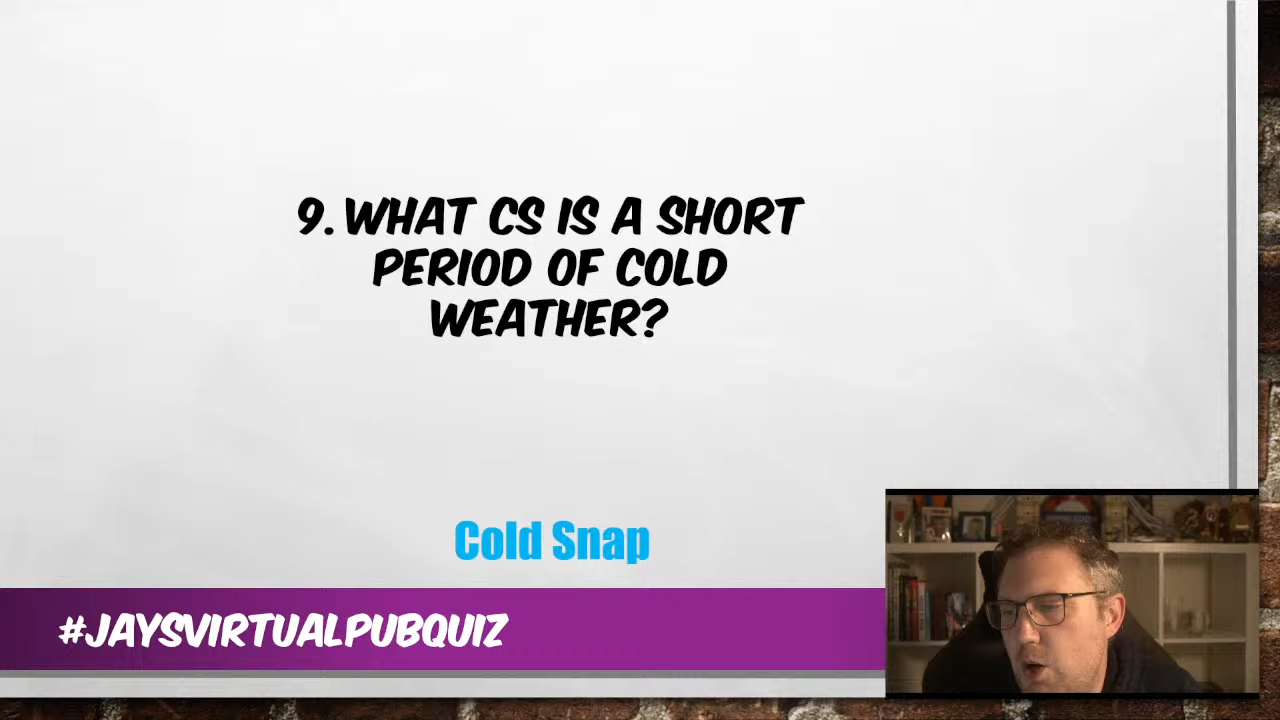 9. WHAT CS IS A SHORT
PERIOD OF COLD
WEATHER?
Cold Snap
#JAYSVIRTUALPUBQUIZ